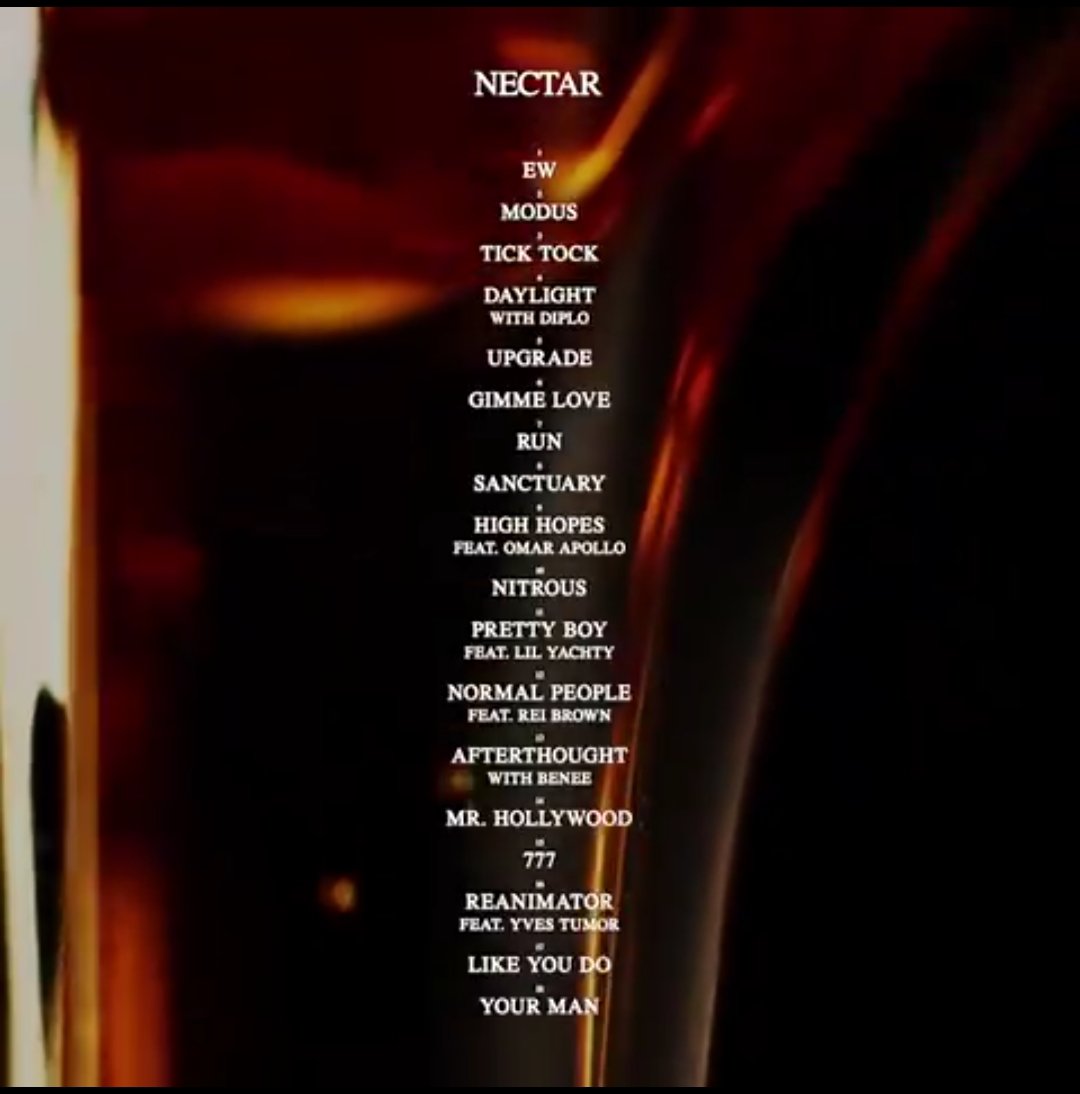 NECTAR
EW
MODUS
TICK TOCK
DAYLIGHT
WITH DIPLO
UPGRADE
GIMME LOVE
RUN
SANCTUARY
HIGH HOPES
FEAT. OMAR APOLLO
NITROUS
PRETTY BOY
FEAT. LIL YACHTY
NORMAL PEOPLE
FEAT. REI BROWN
AFTERTHOUGHT
WITH BENEE
MR. HOLLYWOOD
777
REANIMATOR
FEAT. YVES TUMOR
LIKE YOU DO
YOUR MAN